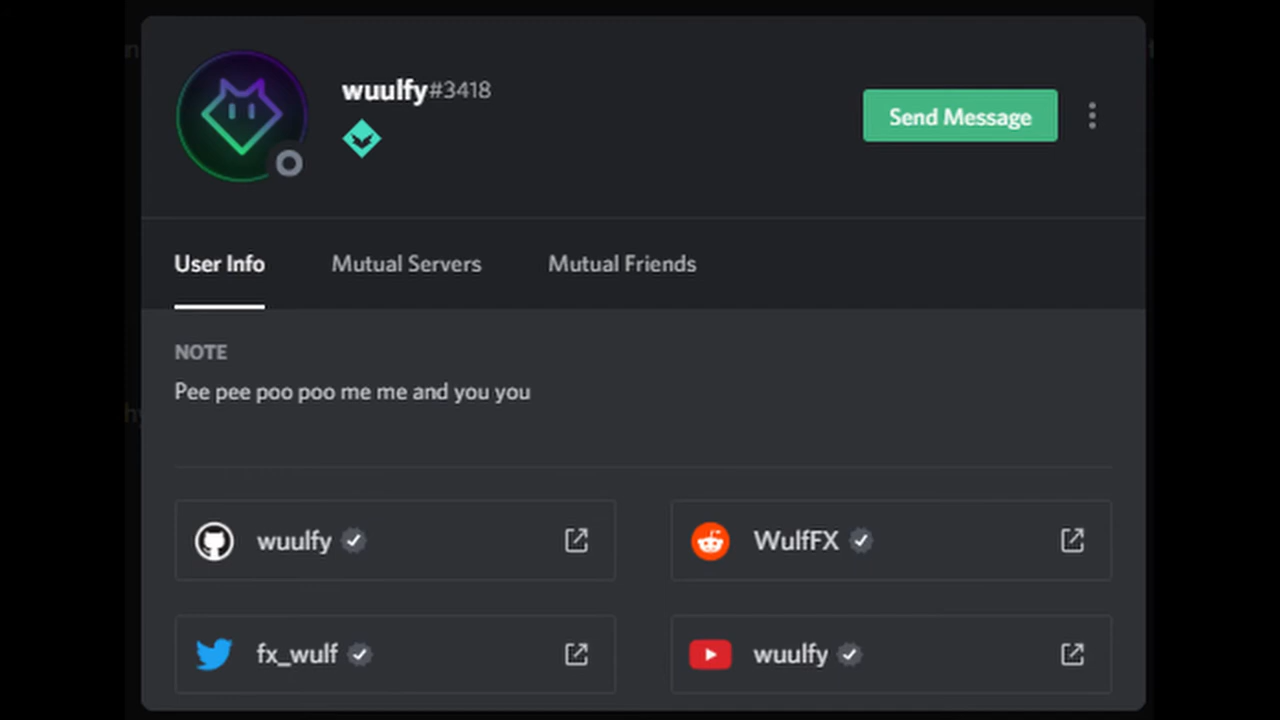 wuulfy#3418
Send Message
User Info Mutual Servers Mutual Friends
NOTE
Pee pee poo poo me me and you you
wuulfy WulfFX
fx_wulf wuulfy